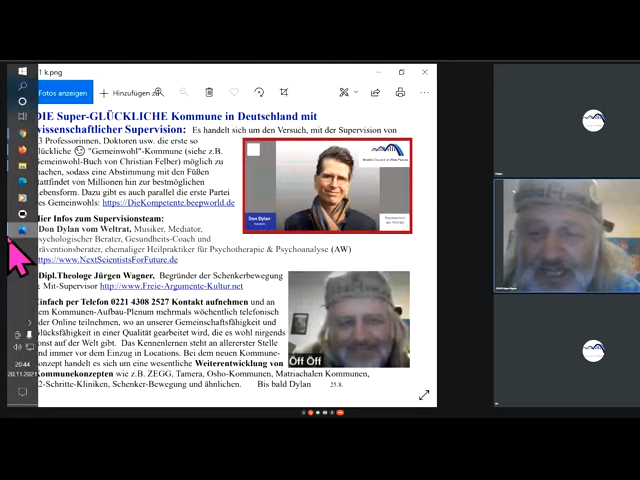 1 k.png
Fotos anzeigen
Hinzufügen zu
DIE Super-GLÜCKLICHE Kommune in Deutschland mit
wissenschaftlicher Supervision: Es handelt sich um den Versuch, mit der Supervision von
3 Professorinnen, Doktoren usw. die erste so
glückliche "Gemeinwohl"-Kommune (siehe z.B.
Gemeinwohl-Buch von Christian Felber) möglich zu
machen, sodass eine Abstimmung mit den Füßen
stattfindet von Millionen hin zur bestmöglichen
Lebensform. Dazu gibt es auch parallel die erste Partei
des Gemeinwohls: https://DieKompetente.beepworld.de
Hier Infos zum Supervisionsteam:
Don Dylan vom Weltrat, Musiker, Mediator,
psychologischer Berater, Gesundheits-Coach und
Präventionsberater, ehemaliger Heilpraktiker für Psychotherapie & Psychoanalyse (AW)
https://www.NextScientistsForFuture.de
Don Dylan
Dipl.Theologe Jürgen Wagner, Begründer der Schenkerbewegung
& Mit-Supervisor http://www.Freie-Argumente-Kultur.net
Einfach per Telefon 0221 4308 2527 Kontakt aufnehmen und an
dem Kommunen-Aufbau-Plenum mehrmals wöchentlich telefonisch
oder Online teilnehmen, wo an unserer Gemeinschaftsfähigkeit und
Glücksfähigkeit in einer Qualität gearbeitet wird, die es wohl nirgends
sonst auf der Welt gibt. Das Kennenlernen steht an allererster Stelle
und immer vor dem Einzug in Locations. Bei dem neuen Kommune-
konzept handelt es sich um eine wesentliche Weiterentwicklung von
Kommunekonzepten wie z.B. ZEGG, Tamera, Osho-Kommunen, Matriachalen Kommunen,
2-Schritte-Kliniken, Schenker-Bewegung und ähnlichen. Bis bald Dylan 25.8.
Öff Öff
20:44
20.11.2021